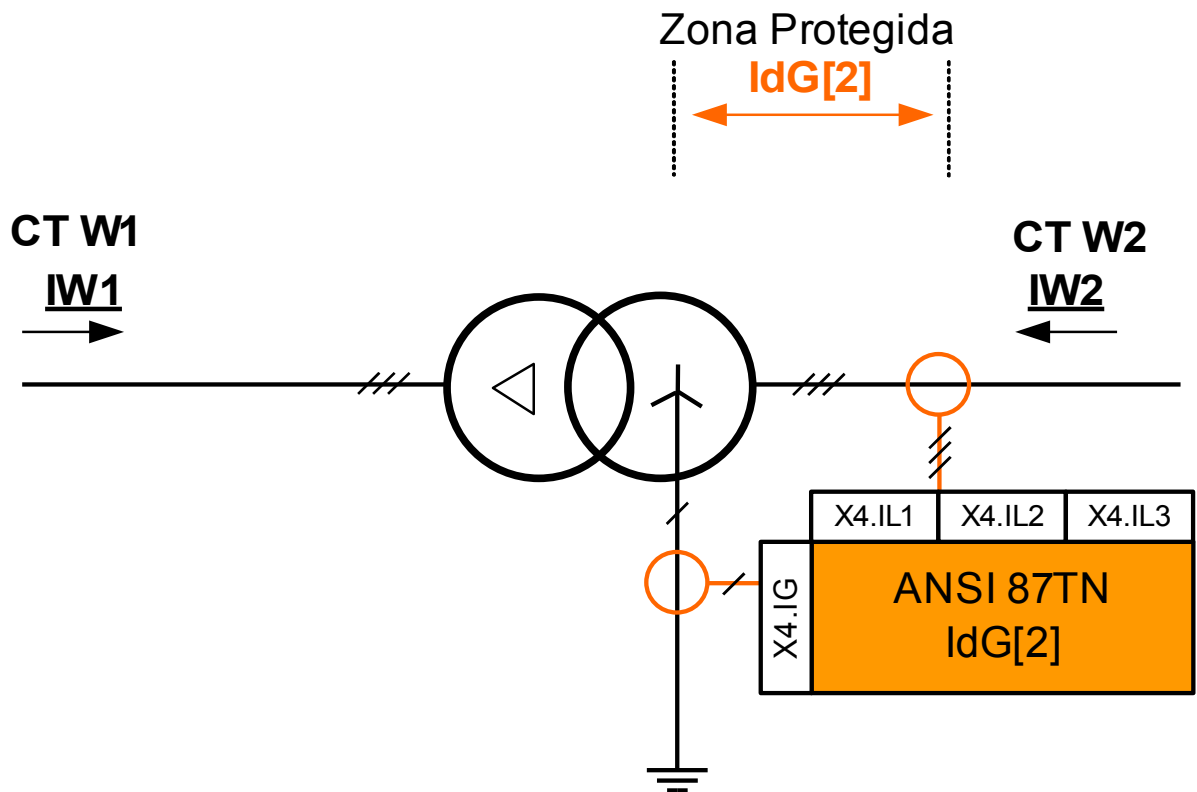 Zona Protegida
IdG[2]
CT W1
IW1
CT W2
IW2
X4.IL1
X4.IL2
X4.IL3
X4.IG
ANSI 87TN
IdG[2]